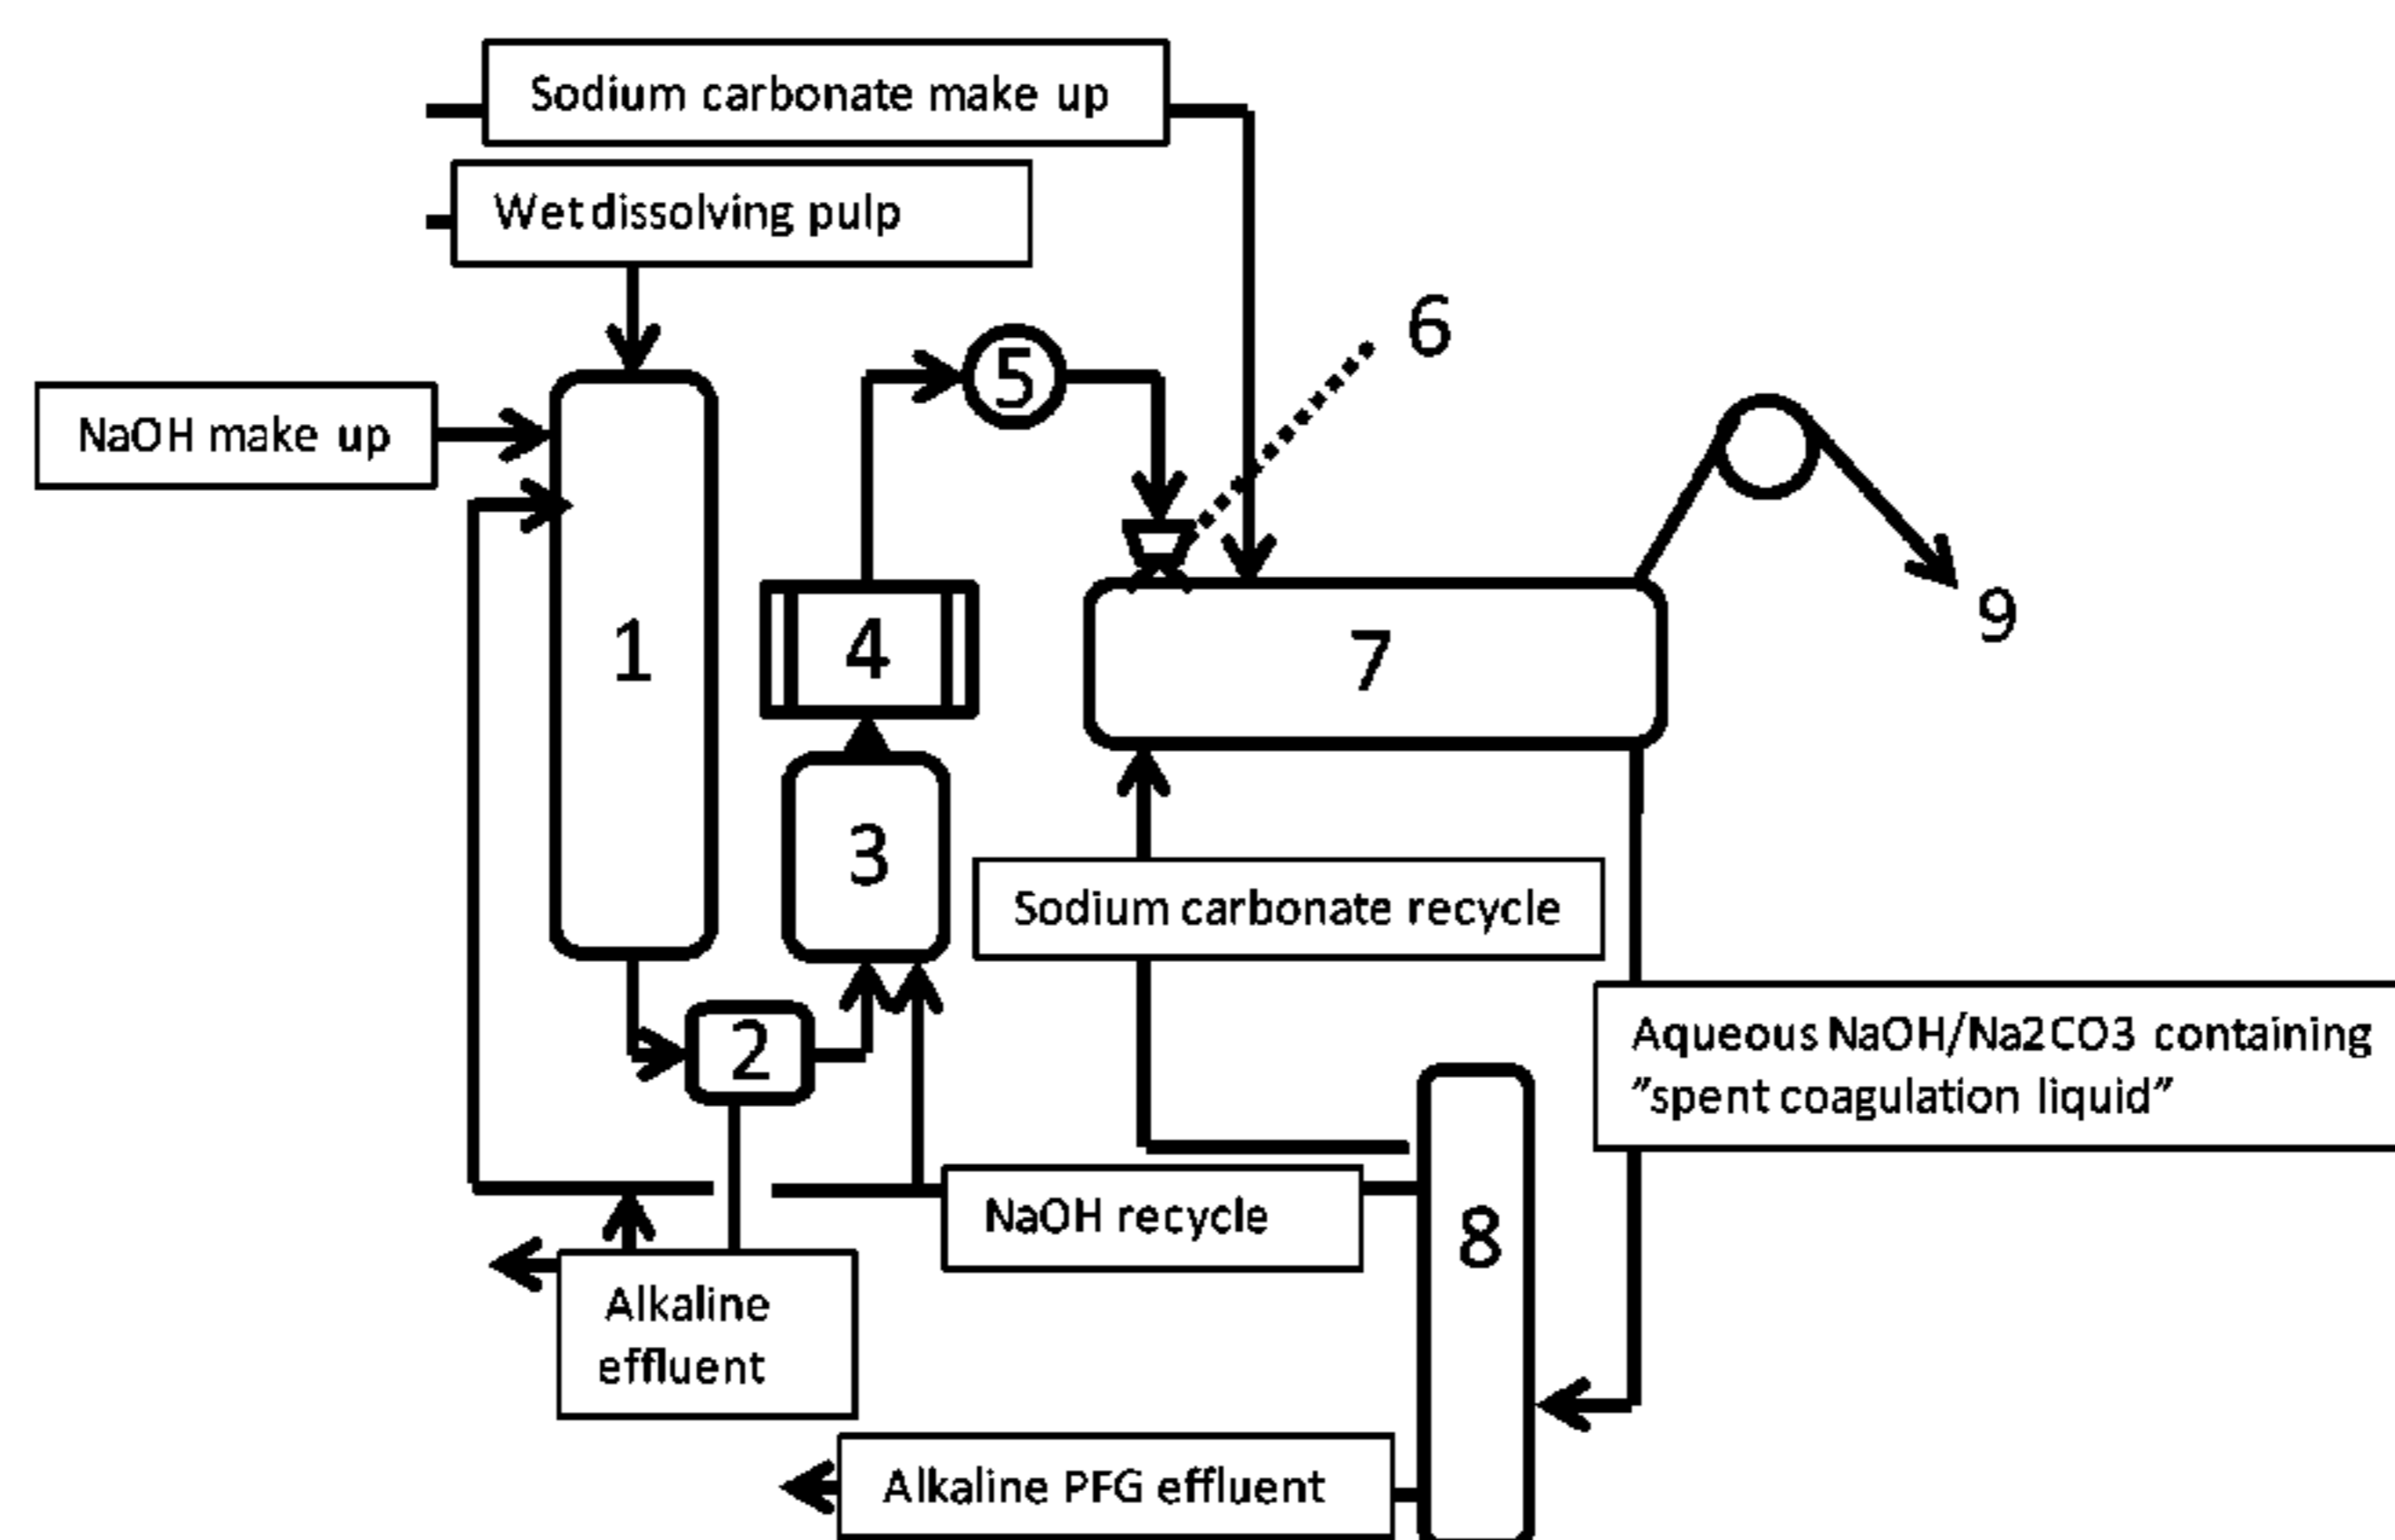 Sodium carbonate make up
Wet dissolving pulp
6
NaOH make up
5
1
4
7
9
3
Sodium carbonate recycle
2
Aqueous NaOH/Na2CO3 containing
”spent coagulation liquid”
NaOH recycle
8
Alkaline
effluent
Alkaline PFG effluent